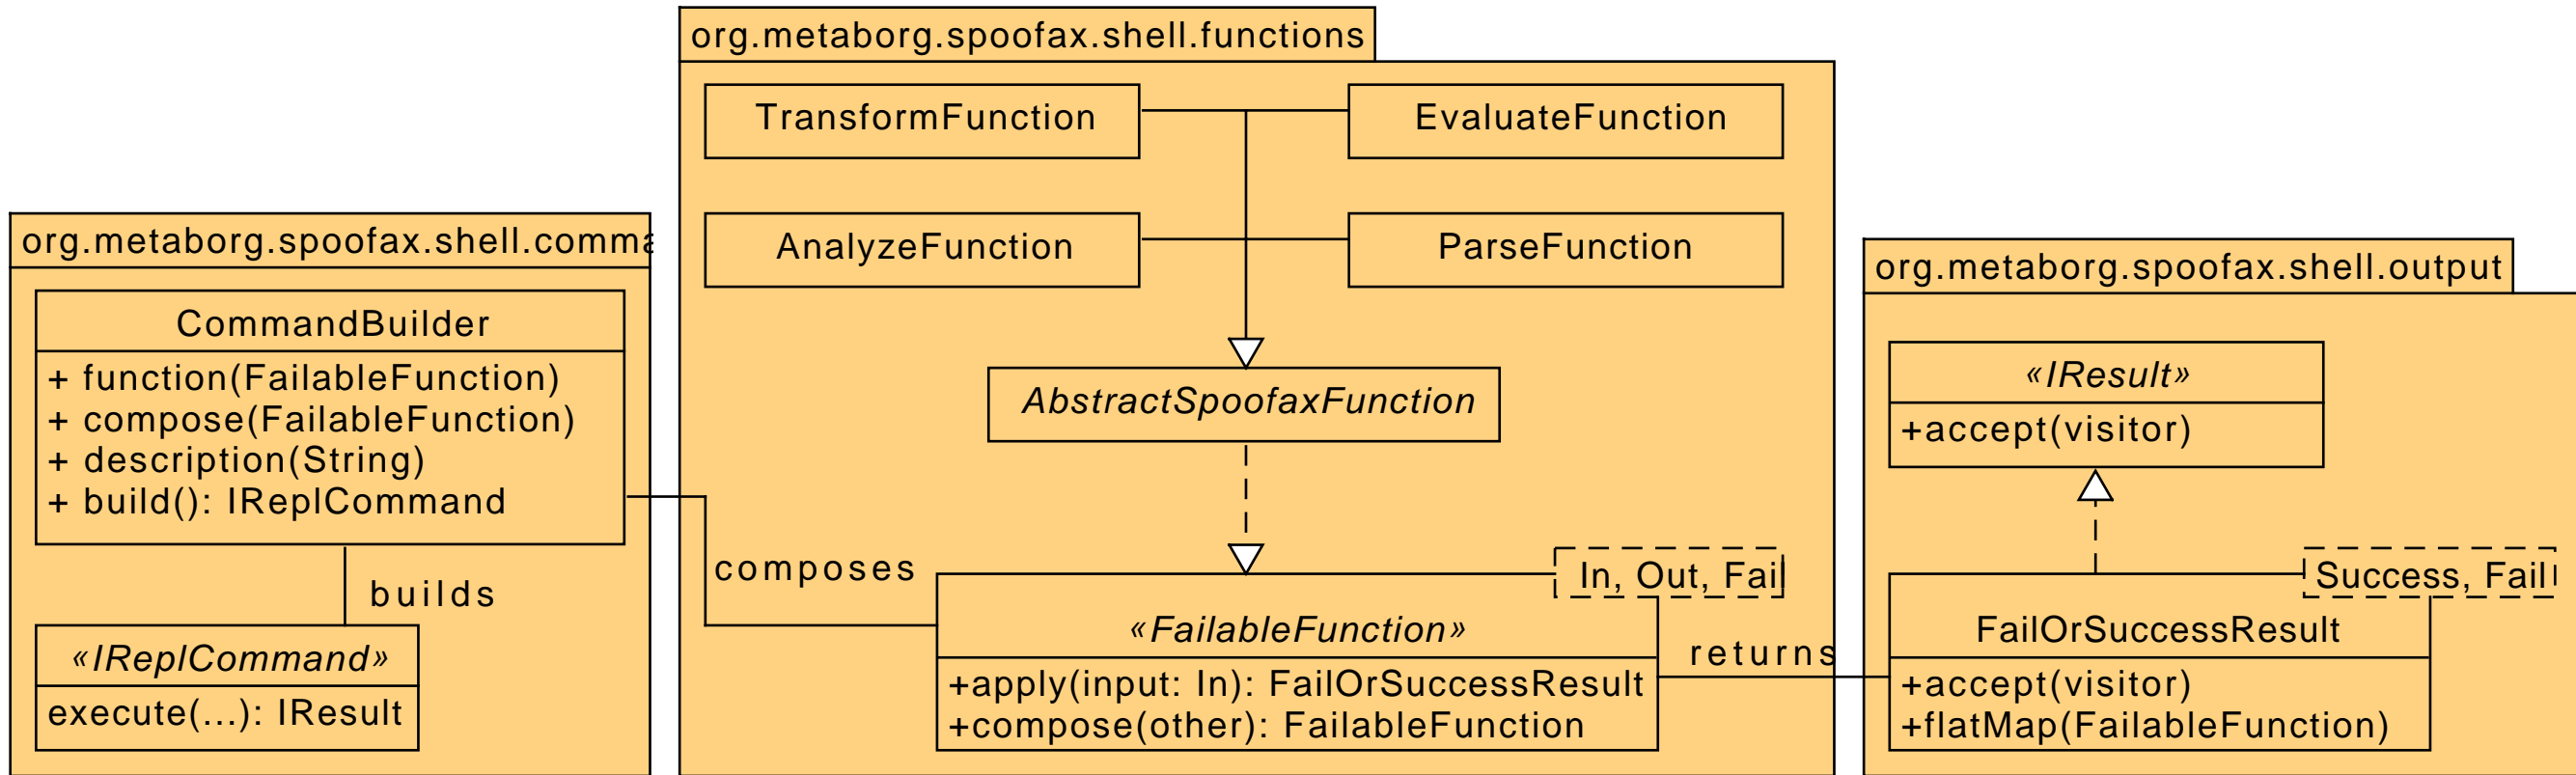 org.metaborg.spoofax.shell.functions
TransformFunction
EvaluateFunction
AnalyzeFunction
ParseFunction
AbstractSpoofaxFunction
In, Out, Fail
«FailableFunction»
+apply(input: In): FailOrSuccessResult
+compose(other): FailableFunction
org.metaborg.spoofax.shell.comma
CommandBuilder
+ function(FailableFunction)
+ compose(FailableFunction)
+ description(String)
+ build(): IReplCommand
composes
builds
«IReplCommand»
execute(...): IResult
returns
org.metaborg.spoofax.shell.output
«IResult»
+accept(visitor)
Success, Fail
FailOrSuccessResult
+accept(visitor)
+flatMap(FailableFunction)